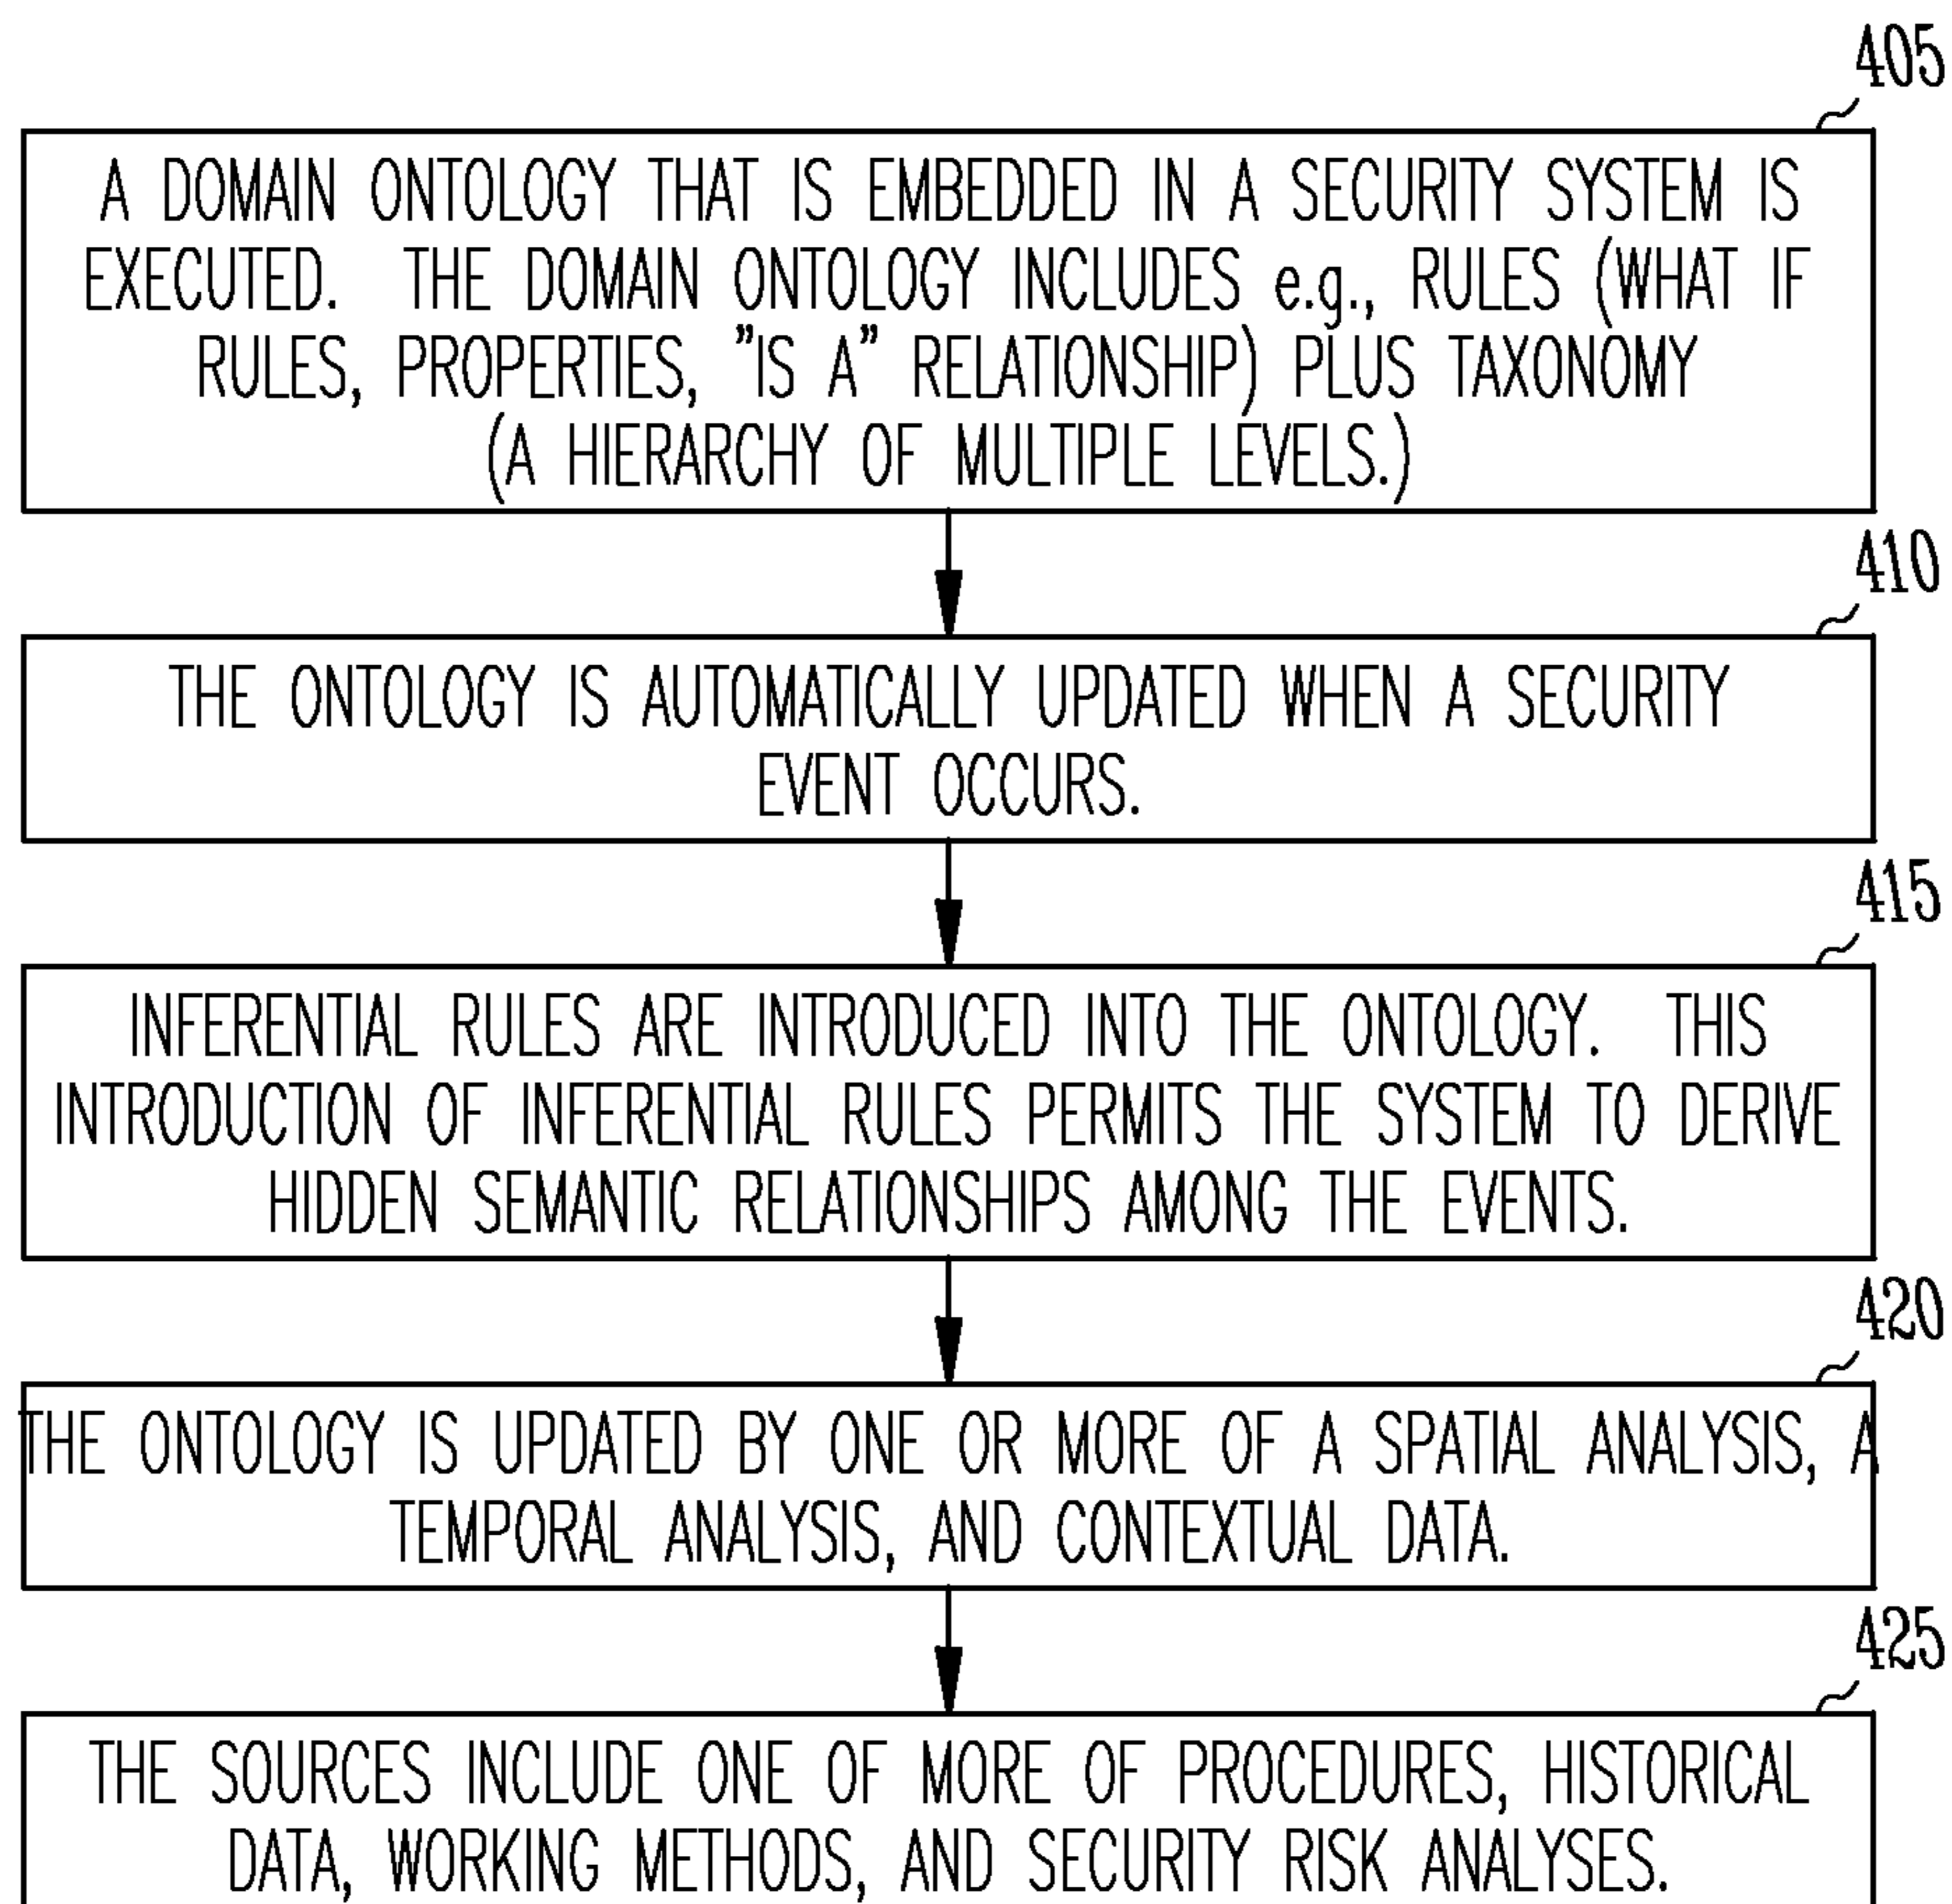 405
A DOMAIN ONTOLOGY THAT IS EMBEDDED IN A SECURITY SYSTEM IS
EXECUTED. THE DOMAIN ONTOLOGY INCLUDES e.g., RULES (WHAT IF
RULES, PROPERTIES, "IS A" RELATIONSHIP) PLUS TAXONOMY
(A HIERARCHY OF MULTIPLE LEVELS.)
410
THE ONTOLOGY IS AUTOMATICALLY UPDATED WHEN A SECURITY
EVENT OCCURS.
415
INFERENTIAL RULES ARE INTRODUCED INTO THE ONTOLOGY. THIS
INTRODUCTION OF INFERENTIAL RULES PERMITS THE SYSTEM TO DERIVE
HIDDEN SEMANTIC RELATIONSHIPS AMONG THE EVENTS.
420
THE ONTOLOGY IS UPDATED BY ONE OR MORE OF A SPATIAL ANALYSIS, A
TEMPORAL ANALYSIS, AND CONTEXTUAL DATA.
425
THE SOURCES INCLUDE ONE OF MORE OF PROCEDURES, HISTORICAL
DATA, WORKING METHODS, AND SECURITY RISK ANALYSES.